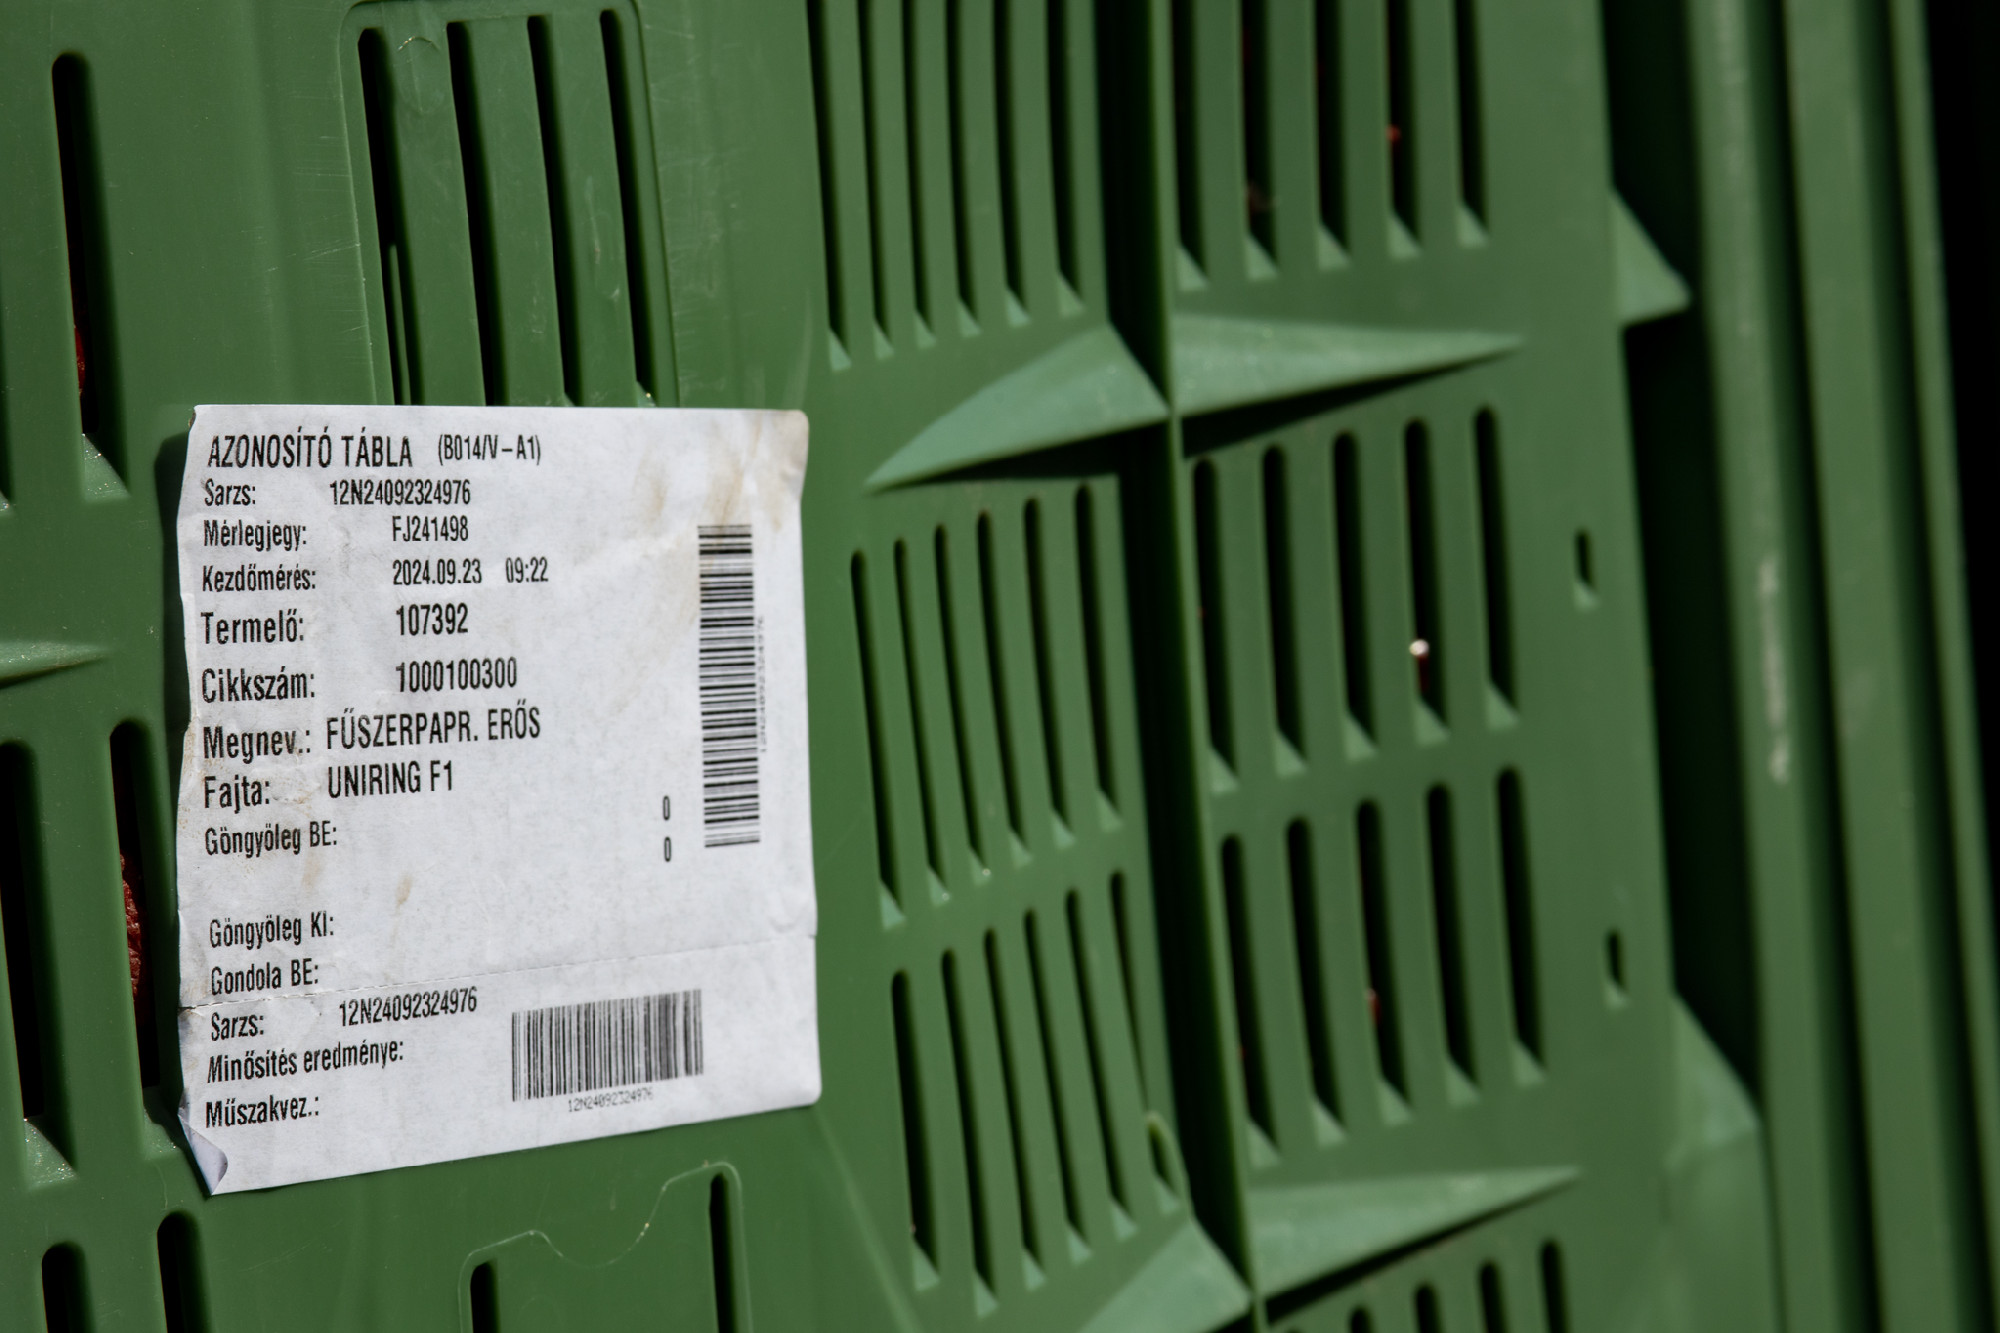 AZONOSÍTÓ TÁBLA (B014/V-A1)
Sarzs: 12N24092324976
Mérlegjegy: FJ241498
Kezdőmérés: 2024.09.23 09:22
Termelő: 107392
Cikkszám: 1000100300
Megnev.: FŰSZERPAPR. ERŐS
Fajta: UNIRING F1
0
Göngyöleg BE: 0
12N24092324976
Göngyöleg KI:
Gondola BE:
Sarzs: 12N24092324976
Minősítés eredménye:
12N24092324976
Műszakvez.: